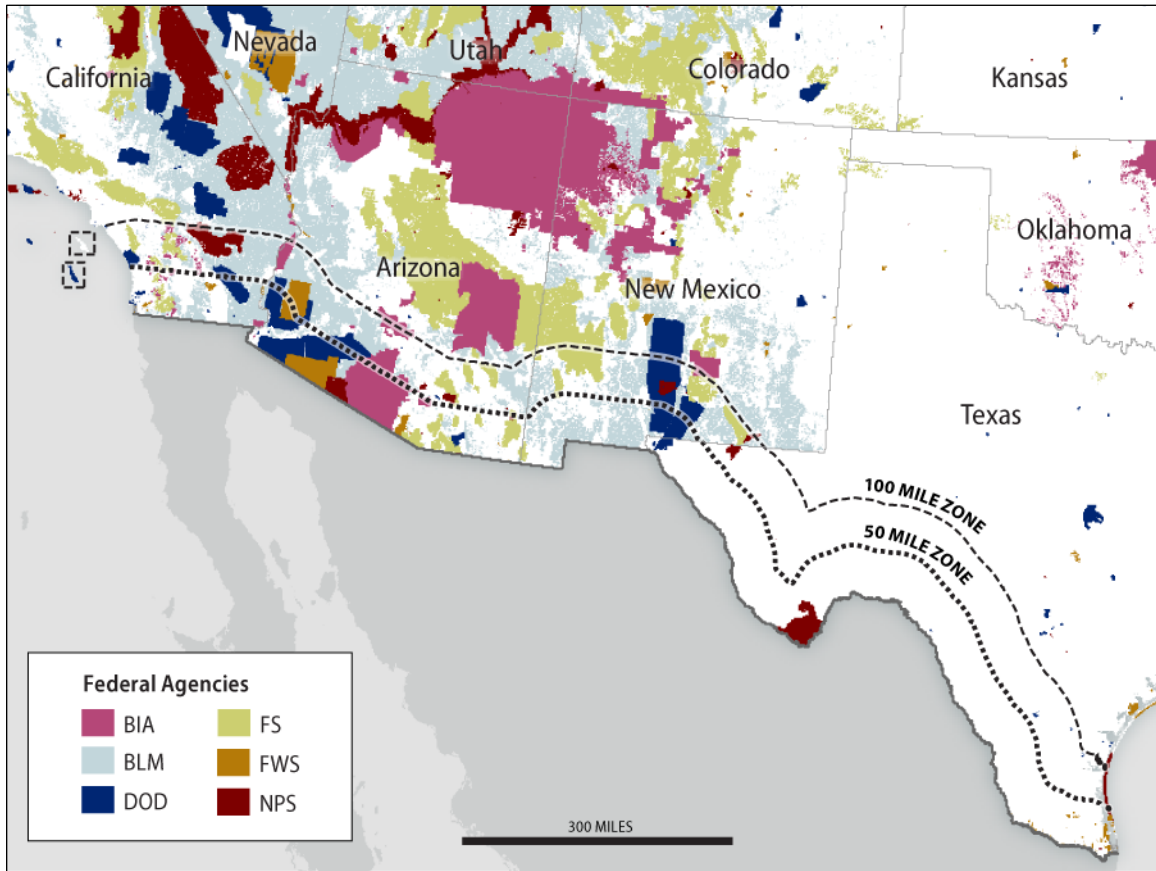 Nevada
Utah
California
Colorado
Kansas
Oklahoma
Arizona
New Mexico
Texas
100 MILE ZONE
50 MILE ZONE
Federal Agencies
BIA
FS
BLM
FWS
DOD
NPS
300 MILES